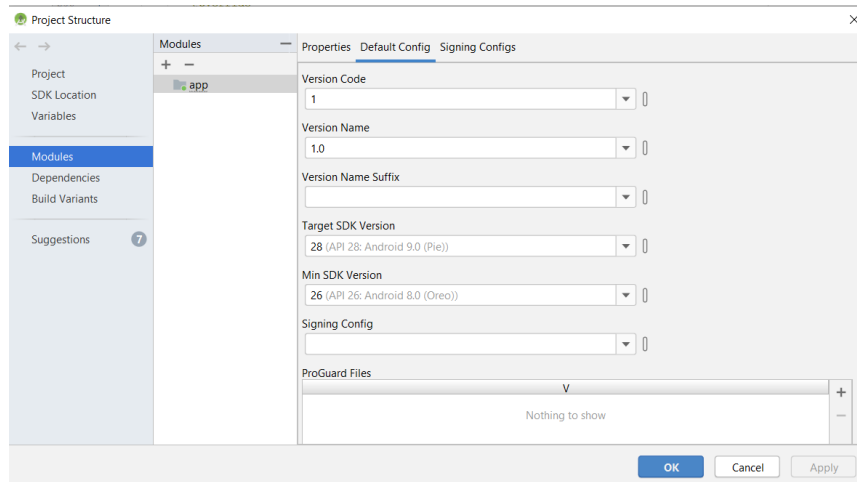 Project Structure
Modules
Properties Default Config Signing Configs
Project
SDK Location
Variables
Modules
Dependencies
Build Variants
Suggestions 7
app
Version Code
1
Version Name
1.0
Version Name Suffix
Target SDK Version
28 (API 28: Android 9.0 (Pie))
Min SDK Version
26 (API 26: Android 8.0 (Oreo))
Signing Config
ProGuard Files
V
Nothing to show
OK Cancel Apply